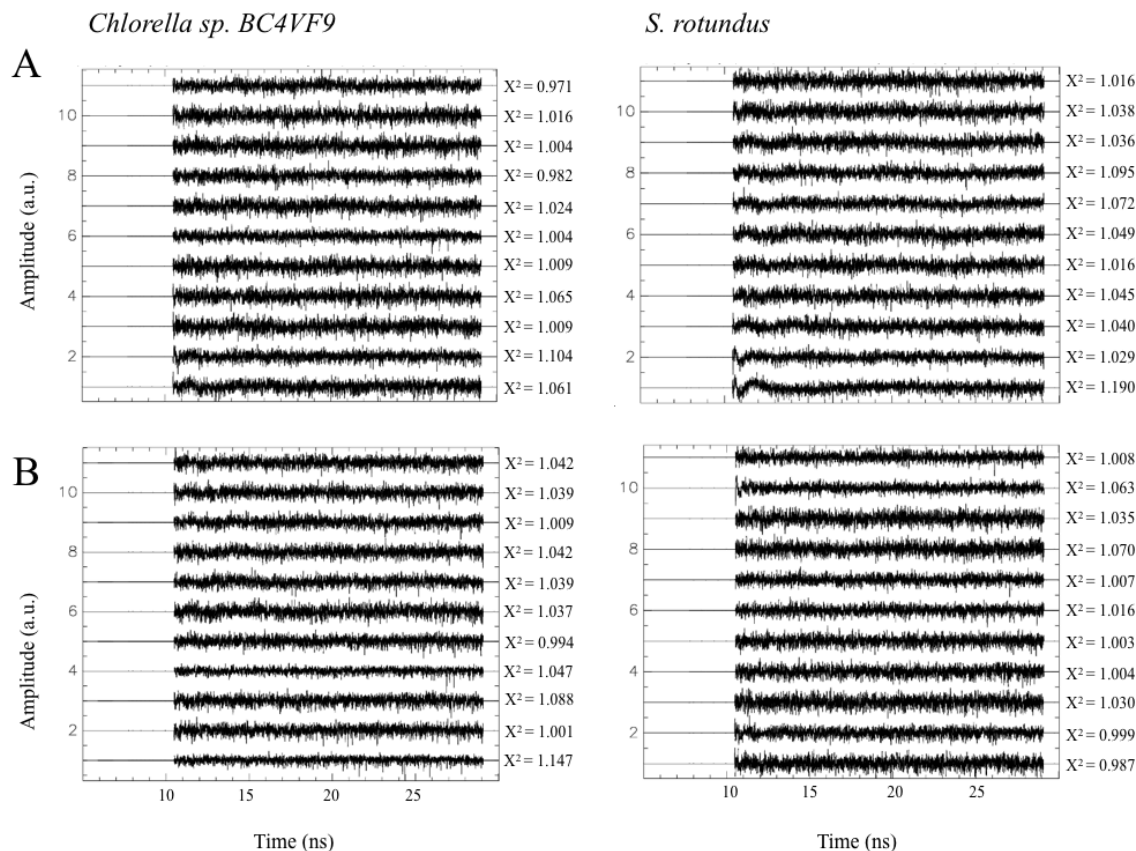 Chlorella sp. BC4VF9
S. rotundus
A
Amplitude (a.u.)
10
8
6
4
2
X² = 0.971
X² = 1.016
X² = 1.004
X² = 0.982
X² = 1.024
X² = 1.004
X² = 1.009
X² = 1.065
X² = 1.009
X² = 1.104
X² = 1.061
10
8
6
4
2
X² = 1.016
X² = 1.038
X² = 1.036
X² = 1.095
X² = 1.072
X² = 1.049
X² = 1.016
X² = 1.045
X² = 1.040
X² = 1.029
X² = 1.190
B
Amplitude (a.u.)
10
8
6
4
2
X² = 1.042
X² = 1.039
X² = 1.009
X² = 1.042
X² = 1.039
X² = 1.037
X² = 0.994
X² = 1.047
X² = 1.088
X² = 1.001
X² = 1.147
10 15 20 25
Time (ns)
10
8
6
4
2
X² = 1.008
X² = 1.063
X² = 1.035
X² = 1.070
X² = 1.007
X² = 1.016
X² = 1.003
X² = 1.004
X² = 1.030
X² = 0.999
X² = 0.987
10 15 20 25
Time (ns)